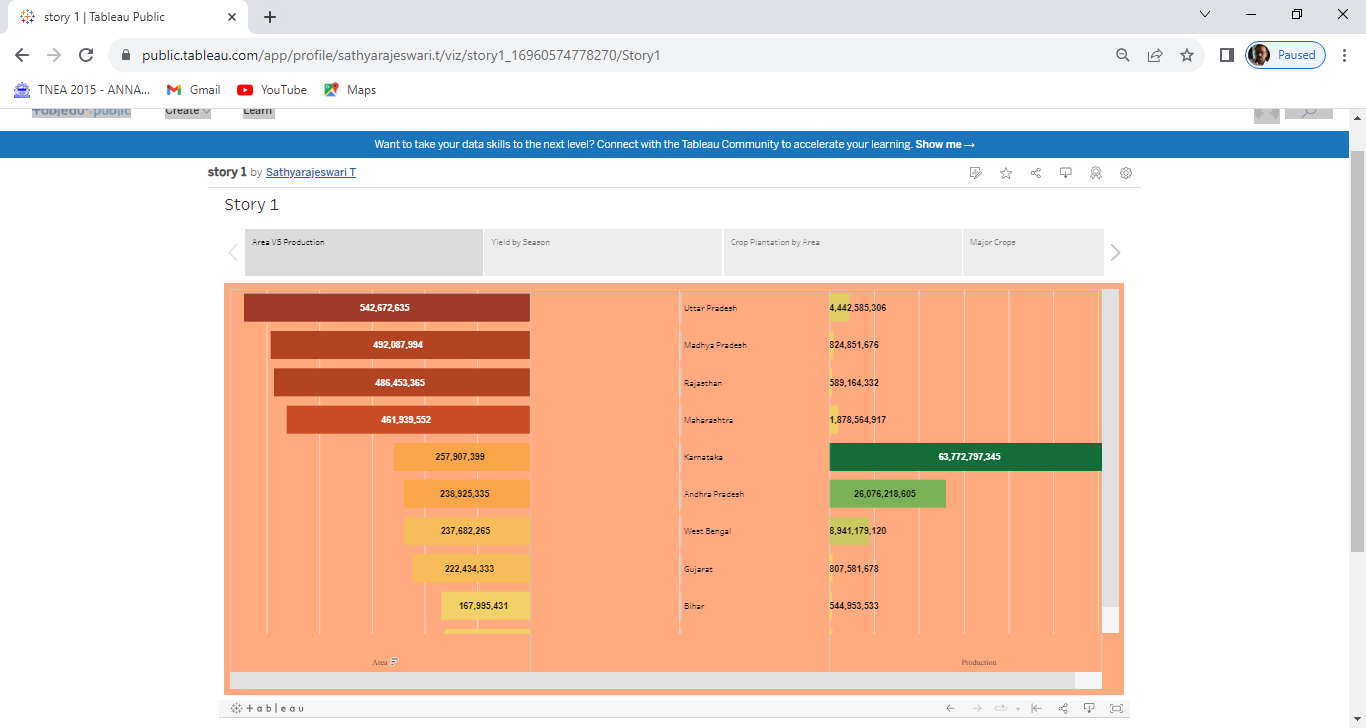 story 1 | Tableau Public
public.tableau.com/app/profile/sathyarajeswari.t/viz/story1_16960574778270/Story1
Paused
TNEA 2015 - ANNA... Gmail YouTube Maps
+ableau+public Create Learn
Want to take your data skills to the next level? Connect with the Tableau Community to accelerate your learning. Show me →
story 1 by Sathyarajeswari T
Story 1
Area VS Production Yield by Season Crop Plantation by Area Major Crops
542,672,635 Uttar Pradesh 4,442,585,306
492,087,994 Madhya Pradesh 824,851,676
486,453,365 Rajasthan 589,164,332
461,939,552 Maharashtra 1,878,564,917
257,907,399 Karnataka 63,772,797,345
238,925,335 Andhra Pradesh 26,076,218,605
237,682,265 West Bengal 8,941,179,120
222,434,333 Gujarat 807,581,678
167,995,431 Bihar 544,953,533
Area Production
+ a b l e a u